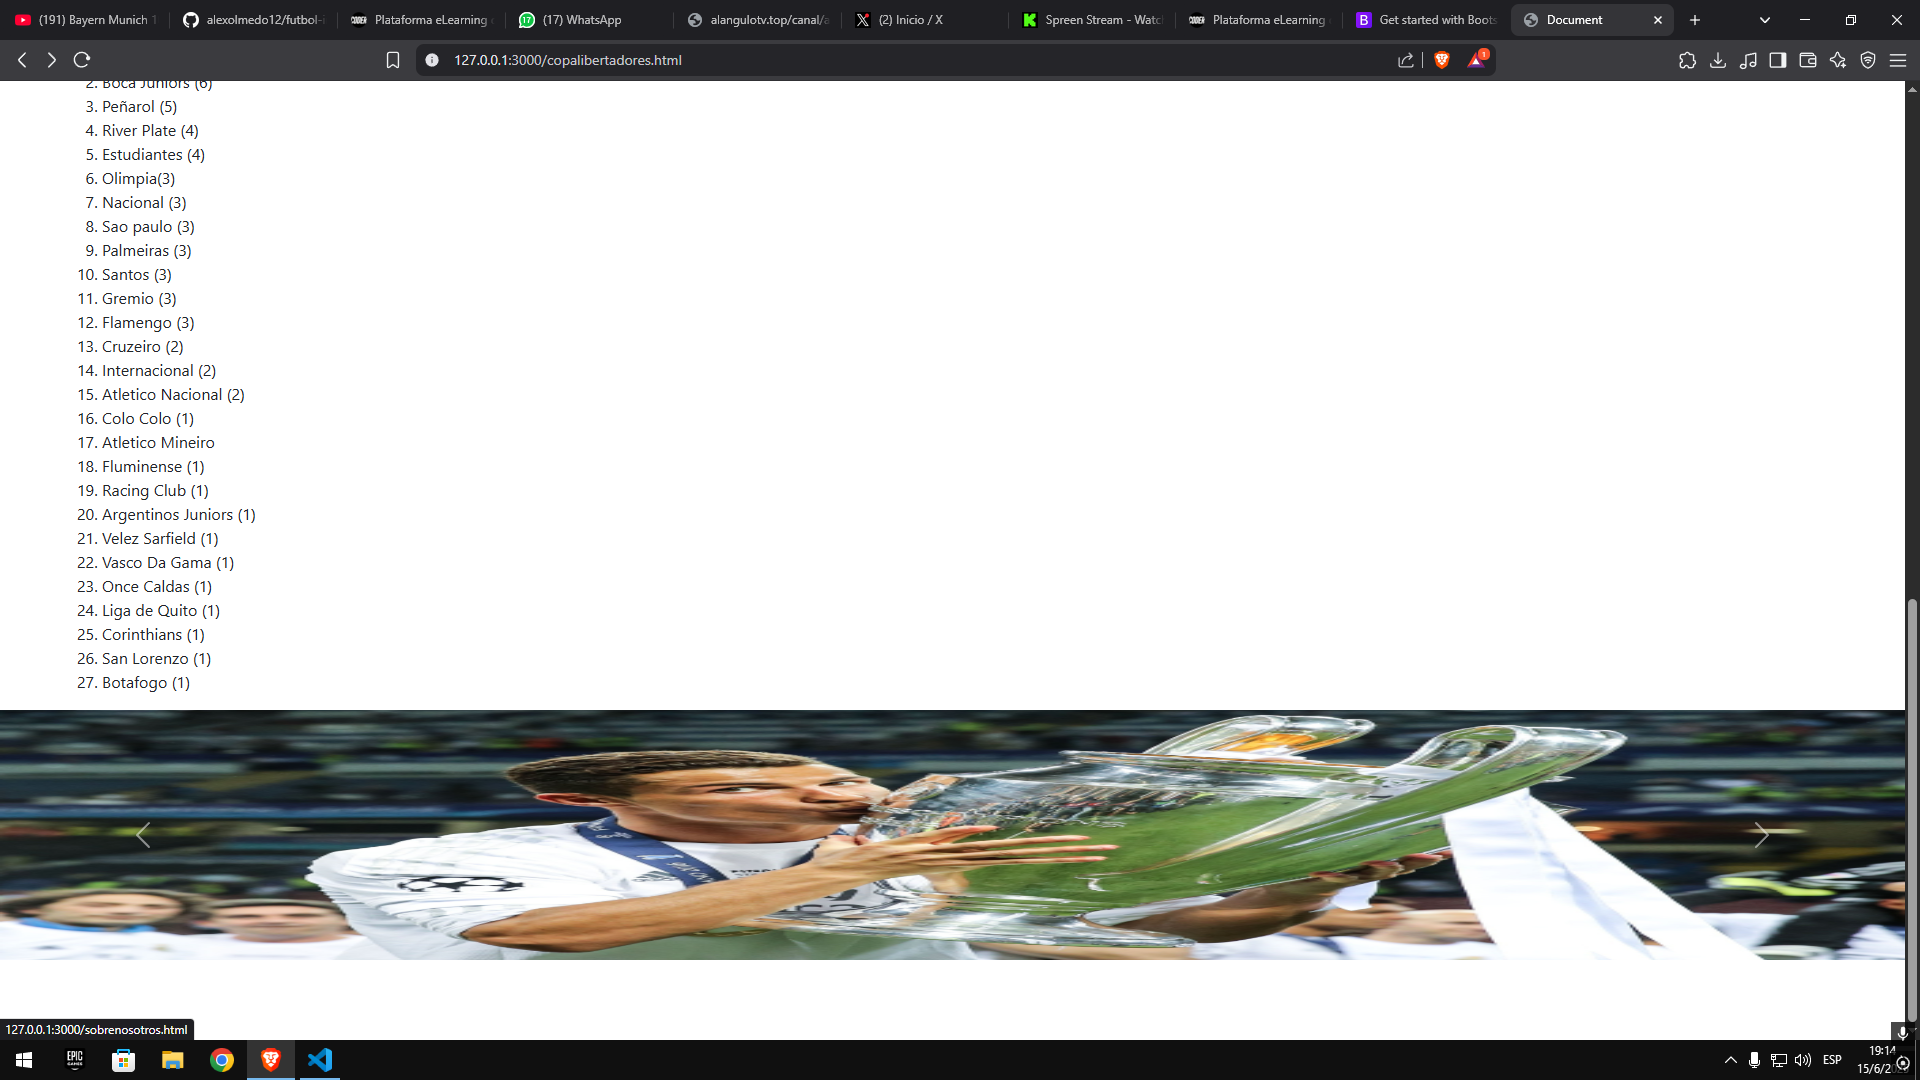 (191) Bayern Munich 1
alexolmedo12/futbol-i
Plataforma eLearning
(17) WhatsApp
alangulotv.top/canal/a
(2) Inicio / X
Spreen Stream - Watc
Plataforma eLearning
Get started with Boots
Document
127.0.0.1:3000/copalibertadores.html
1
2. Boca Juniors (6)
3. Peñarol (5)
4. River Plate (4)
5. Estudiantes (4)
6. Olimpia(3)
7. Nacional (3)
8. Sao paulo (3)
9. Palmeiras (3)
10. Santos (3)
11. Gremio (3)
12. Flamengo (3)
13. Cruzeiro (2)
14. Internacional (2)
15. Atletico Nacional (2)
16. Colo Colo (1)
17. Atletico Mineiro
18. Fluminense (1)
19. Racing Club (1)
20. Argentinos Juniors (1)
21. Velez Sarfield (1)
22. Vasco Da Gama (1)
23. Once Caldas (1)
24. Liga de Quito (1)
25. Corinthians (1)
26. San Lorenzo (1)
27. Botafogo (1)
127.0.0.1:3000/sobrenosotros.html
EPIC GAMES
ESP
19:14
15/6/20